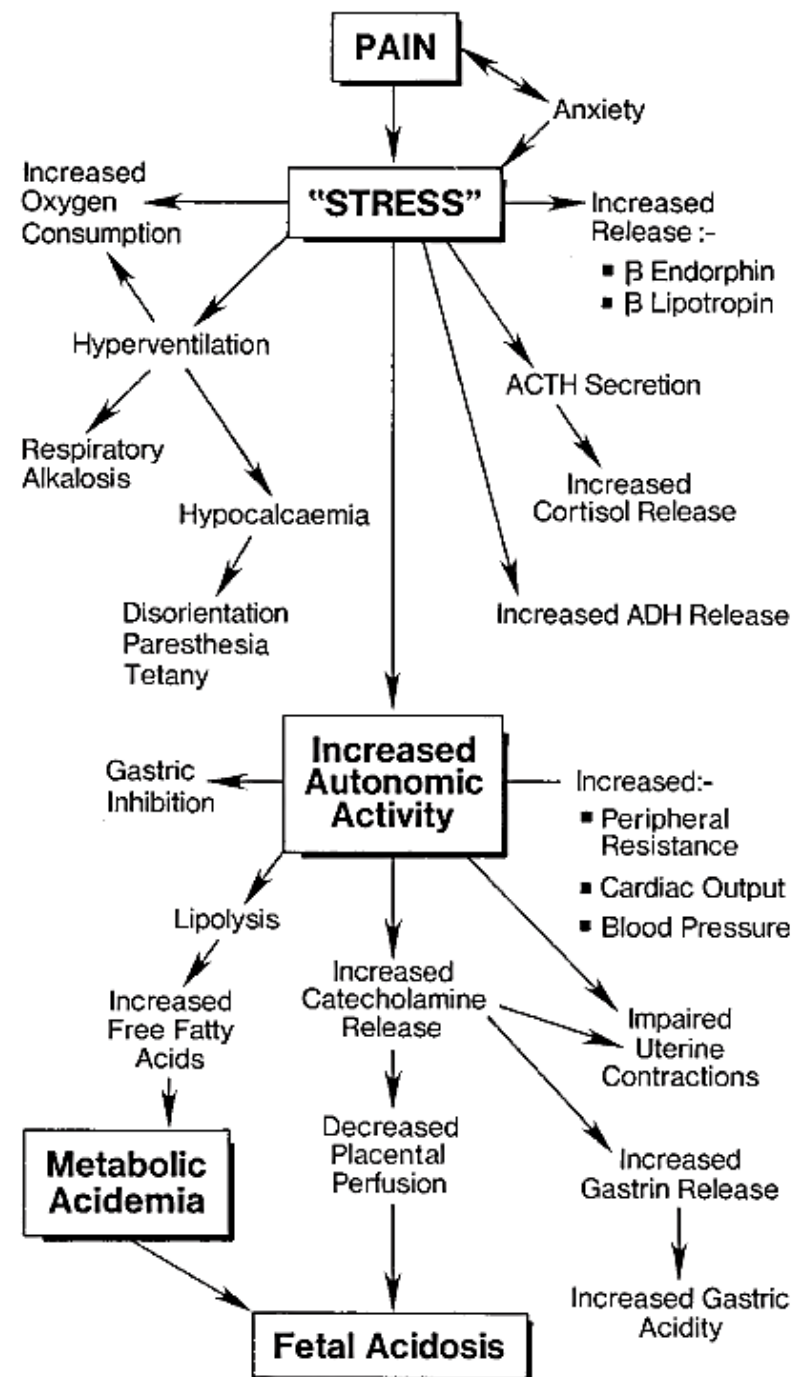 PAIN
Anxiety
"STRESS"
Increased
Oxygen
Consumption
Increased
Release :-
▪ β Endorphin
▪ β Lipotropin
Hyperventilation
ACTH Secretion
Respiratory
Alkalosis
Increased
Cortisol Release
Hypocalcaemia
Disorientation
Paresthesia
Tetany
Increased ADH Release
Increased
Autonomic
Activity
Gastric
Inhibition
Increased:-
▪ Peripheral
Resistance
▪ Cardiac Output
▪ Blood Pressure
Lipolysis
Increased
Free Fatty
Acids
Increased
Catecholamine
Release
Impaired
Uterine
Contractions
Metabolic
Acidemia
Decreased
Placental
Perfusion
Increased
Gastrin Release
Increased Gastric
Acidity
Fetal Acidosis